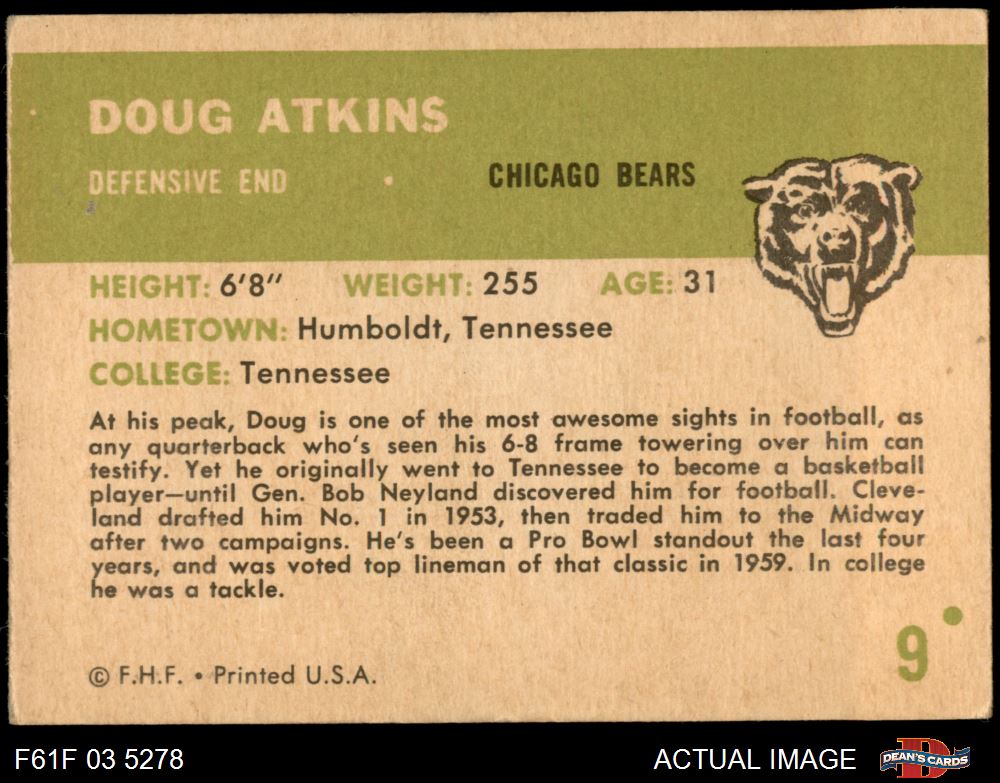 DOUG ATKINS
DEFENSIVE END
CHICAGO BEARS
HEIGHT: 6'8" WEIGHT: 255 AGE: 31
HOMETOWN: Humboldt, Tennessee
COLLEGE: Tennessee
At his peak, Doug is one of the most awesome sights in football, as
any quarterback who's seen his 6-8 frame towering over him can
testify. Yet he originally went to Tennessee to become a basketball
player—until Gen. Bob Neyland discovered him for football. Cleve-
land drafted him No. 1 in 1953, then traded him to the Midway
after two campaigns. He's been a Pro Bowl standout the last four
years, and was voted top lineman of that classic in 1959. In college
he was a tackle.
9
© F.H.F. • Printed U.S.A.
F61F 03 5278
ACTUAL IMAGE
D
DEAN'S CARDS